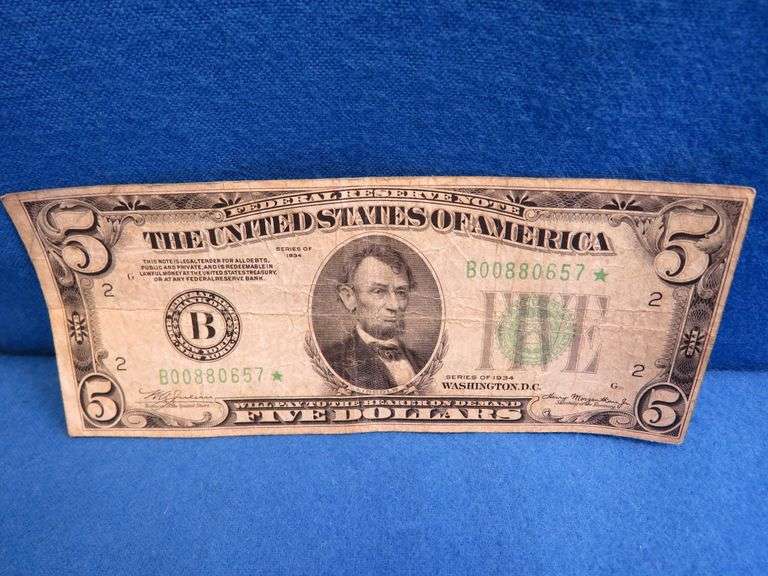 FEDERAL RESERVE NOTE
THE UNITED STATES OF AMERICA
5
5
THIS NOTE IS LEGAL TENDER FOR ALL DEBTS,
PUBLIC AND PRIVATE, AND IS REDEEMABLE IN
LAWFUL MONEY AT THE UNITED STATES TREASURY,
OR AT ANY FEDERAL RESERVE BANK.
SERIES OF
1934
G
B00880657 ★
2
2
B
FIVE
2
2
B00880657 ★
SERIES OF 1934
WASHINGTON, D.C.
G
5
5
WILL PAY TO THE BEARER ON DEMAND
FIVE DOLLARS